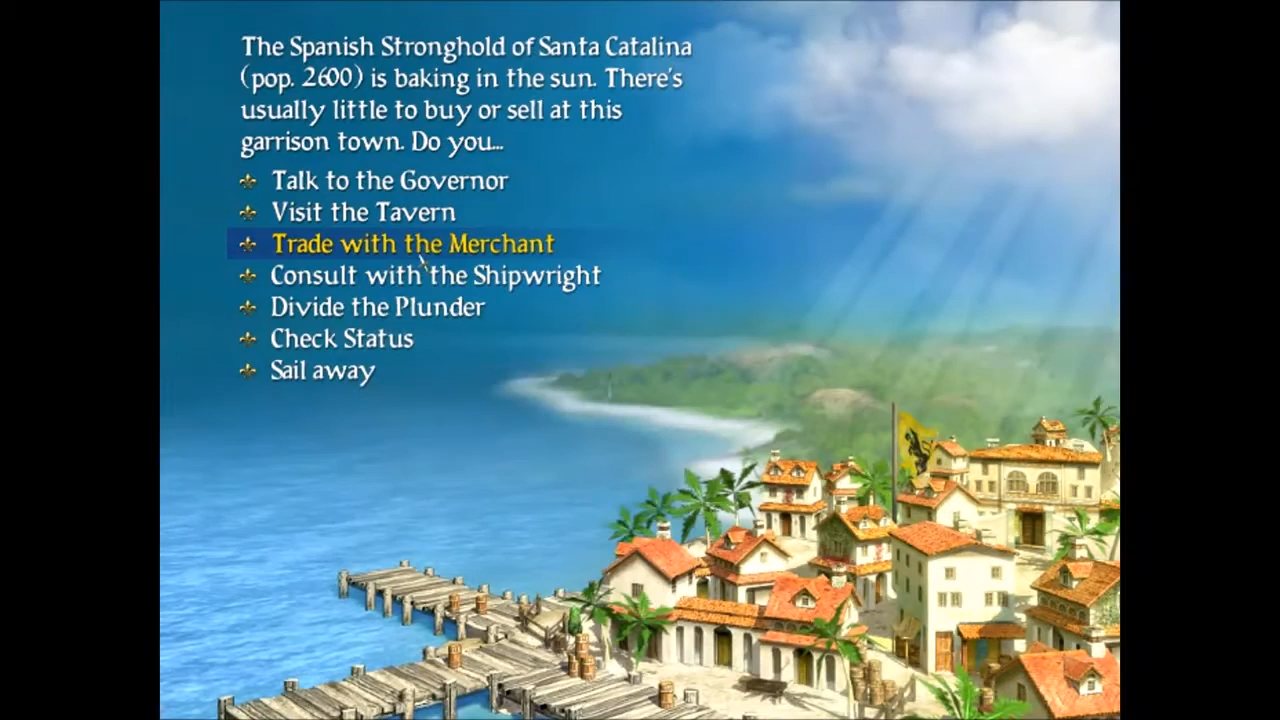 The Spanish Stronghold of Santa Catalina
(pop. 2600) is baking in the sun. There's
usually little to buy or sell at this
garrison town. Do you...
Talk to the Governor
Visit the Tavern
Trade with the Merchant
Consult with the Shipwright
Divide the Plunder
Check Status
Sail away